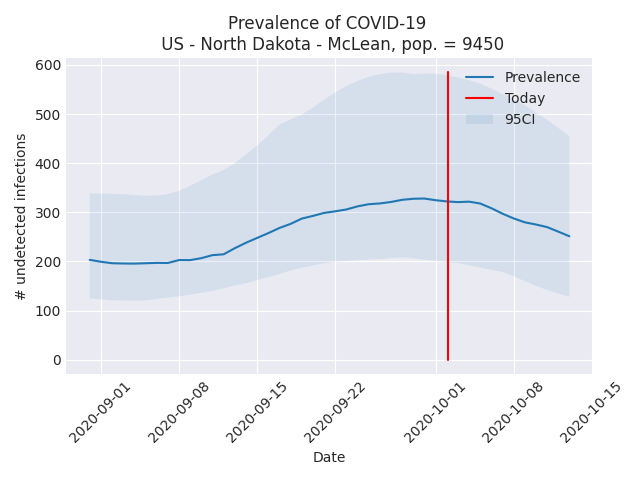 Prevalence of COVID-19
US - North Dakota - McLean, pop. = 9450
600
500
400
300
200
100
0
# undetected infections
Prevalence
Today
95CI
2020-09-01
2020-09-08
2020-09-15
2020-09-22
2020-10-01
2020-10-08
2020-10-15
Date